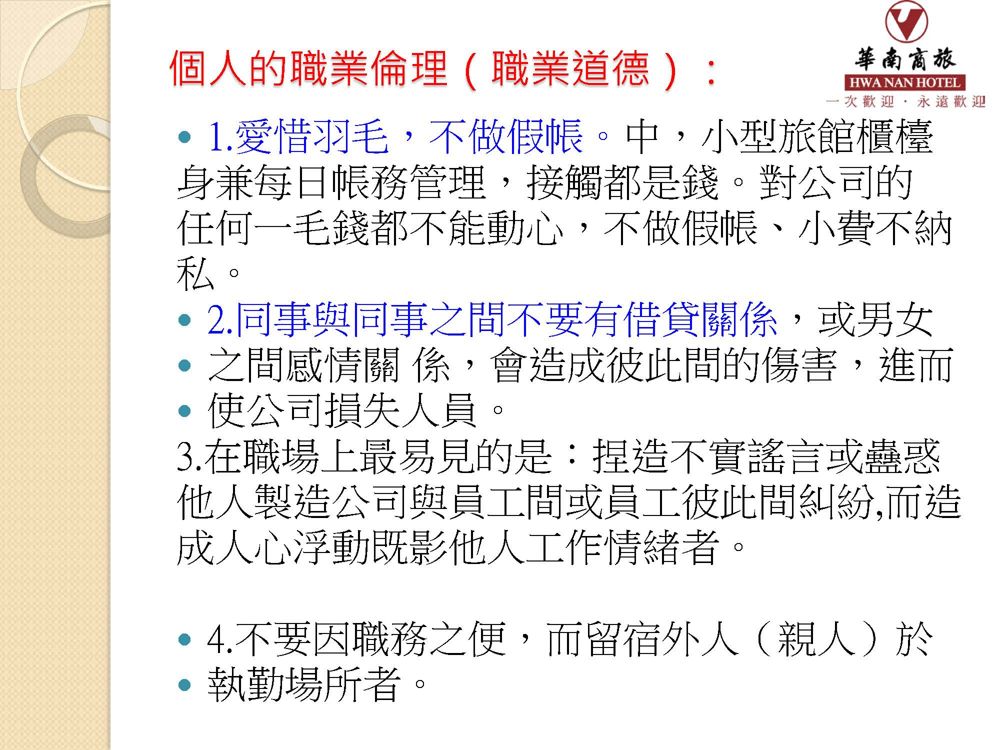 華南商旅
HWA NAN HOTEL
一次歡迎・永遠歡迎
個人的職業倫理（職業道德）：
• 1.愛惜羽毛，不做假帳。中，小型旅館櫃檯
身兼每日帳務管理，接觸都是錢。對公司的
任何一毛錢都不能動心，不做假帳、小費不納
私。
• 2.同事與同事之間不要有借貸關係，或男女
• 之間感情關 係，會造成彼此間的傷害，進而
• 使公司損失人員。
3.在職場上最易見的是：捏造不實謠言或蠱惑
他人製造公司與員工間或員工彼此間糾紛,而造
成人心浮動既影他人工作情緒者。
• 4.不要因職務之便，而留宿外人（親人）於
• 執勤場所者。